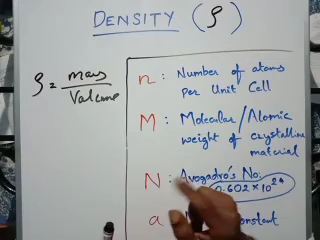 DENSITY (ρ)
ρ = mass / Volume
n : Number of atoms
per Unit Cell
M : Molecular/Atomic
weight of crystalline
material
N : Avogadro's No:
0.602 × 10²⁴
a